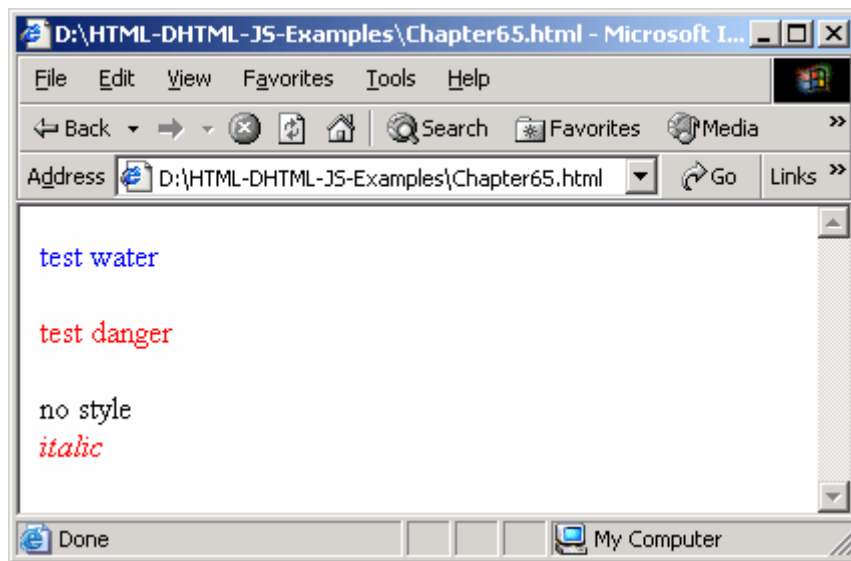 D:\HTML-DHTML-JS-Examples\Chapter65.html - Microsoft I...
File Edit View Favorites Tools Help
Back Search Favorites Media »
Address D:\HTML-DHTML-JS-Examples\Chapter65.html Go Links »
test water
test danger
no style
italic
Done My Computer